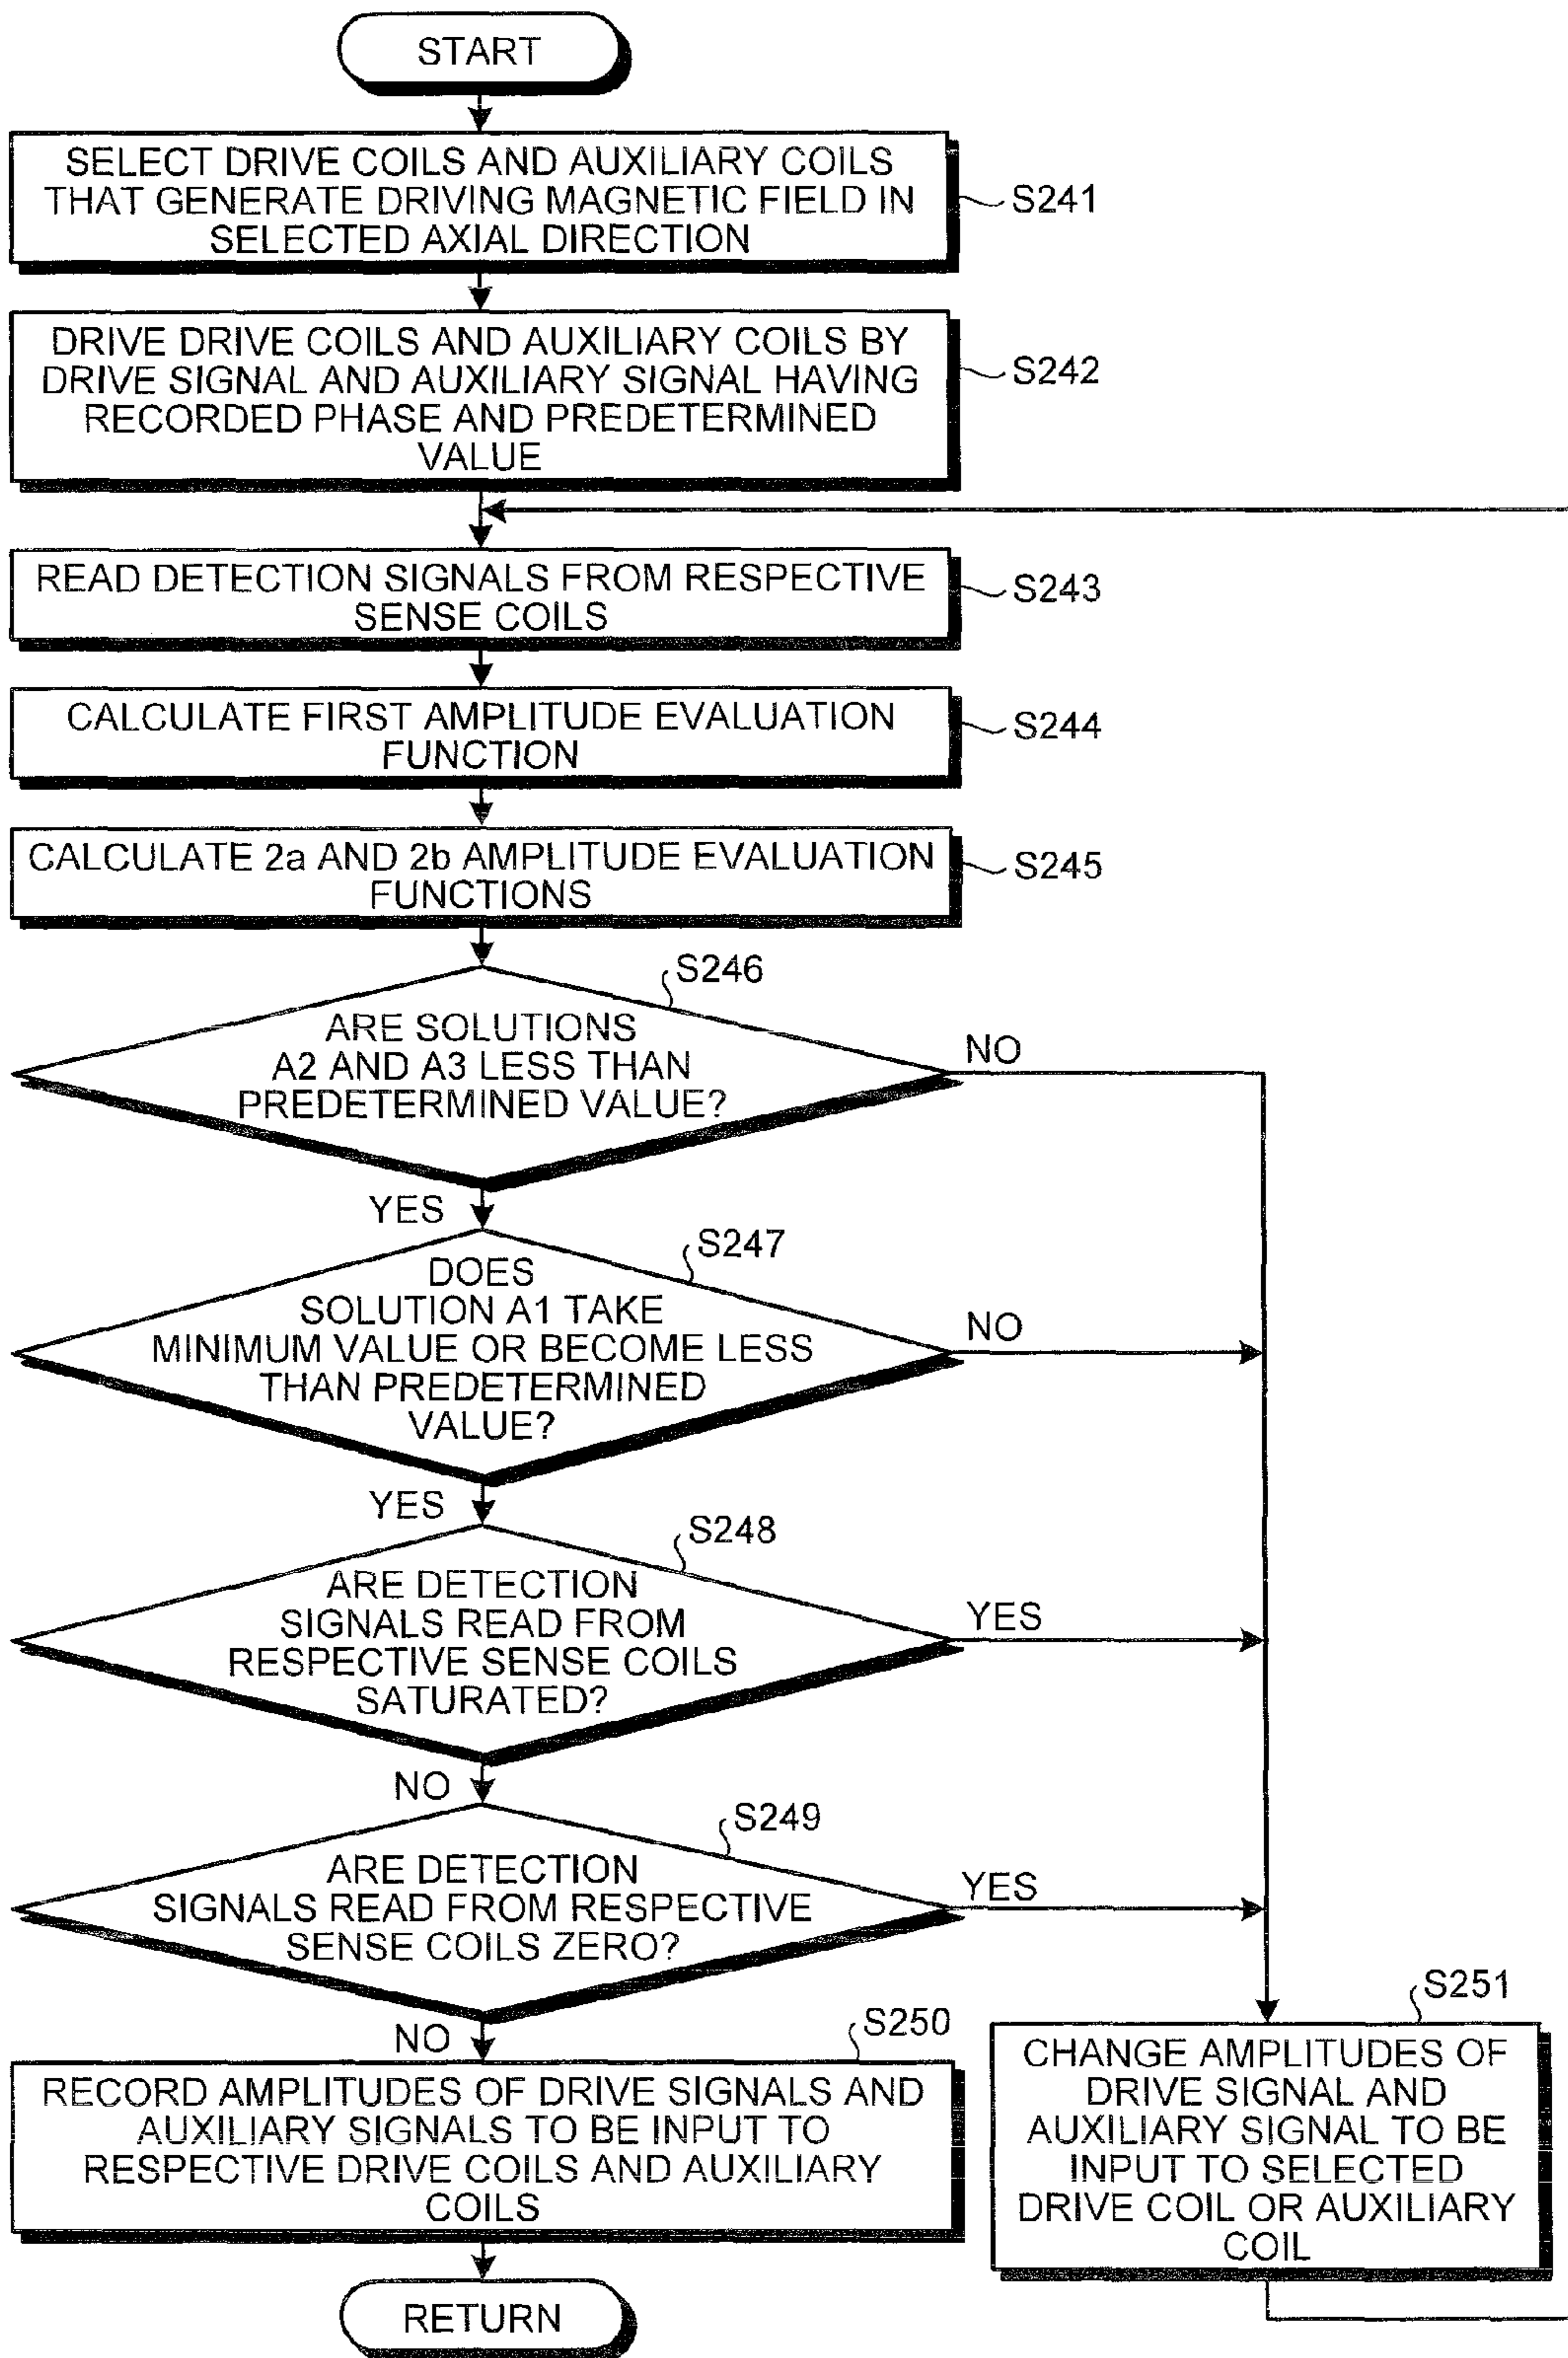 START
SELECT DRIVE COILS AND AUXILIARY COILS
THAT GENERATE DRIVING MAGNETIC FIELD IN
SELECTED AXIAL DIRECTION
S241
DRIVE DRIVE COILS AND AUXILIARY COILS BY
DRIVE SIGNAL AND AUXILIARY SIGNAL HAVING
RECORDED PHASE AND PREDETERMINED
VALUE
S242
READ DETECTION SIGNALS FROM RESPECTIVE
SENSE COILS
S243
CALCULATE FIRST AMPLITUDE EVALUATION
FUNCTION
S244
CALCULATE 2a AND 2b AMPLITUDE EVALUATION
FUNCTIONS
S245
S246
ARE SOLUTIONS
A2 AND A3 LESS THAN
PREDETERMINED VALUE?
NO
YES
S247
DOES
SOLUTION A1 TAKE
MINIMUM VALUE OR BECOME LESS
THAN PREDETERMINED
VALUE?
NO
YES
S248
ARE DETECTION
SIGNALS READ FROM
RESPECTIVE SENSE COILS
SATURATED?
YES
NO
S249
ARE DETECTION
SIGNALS READ FROM RESPECTIVE
SENSE COILS ZERO?
YES
NO
S250
RECORD AMPLITUDES OF DRIVE SIGNALS AND
AUXILIARY SIGNALS TO BE INPUT TO
RESPECTIVE DRIVE COILS AND AUXILIARY
COILS
S251
CHANGE AMPLITUDES OF
DRIVE SIGNAL AND
AUXILIARY SIGNAL TO BE
INPUT TO SELECTED
DRIVE COIL OR AUXILIARY
COIL
RETURN